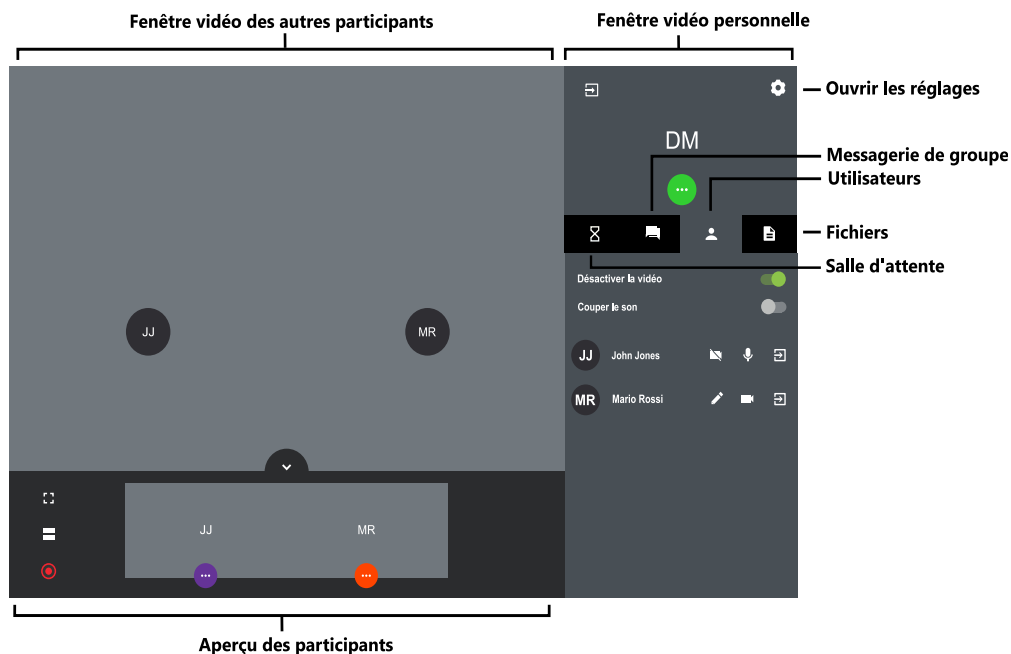 Fenêtre vidéo des autres participants
Fenêtre vidéo personnelle
Ouvrir les réglages
DM
Messagerie de groupe
Utilisateurs
Fichiers
Salle d'attente
Désactiver la vidéo
Couper le son
JJ
MR
JJ John Jones
MR Mario Rossi
JJ
MR
Aperçu des participants